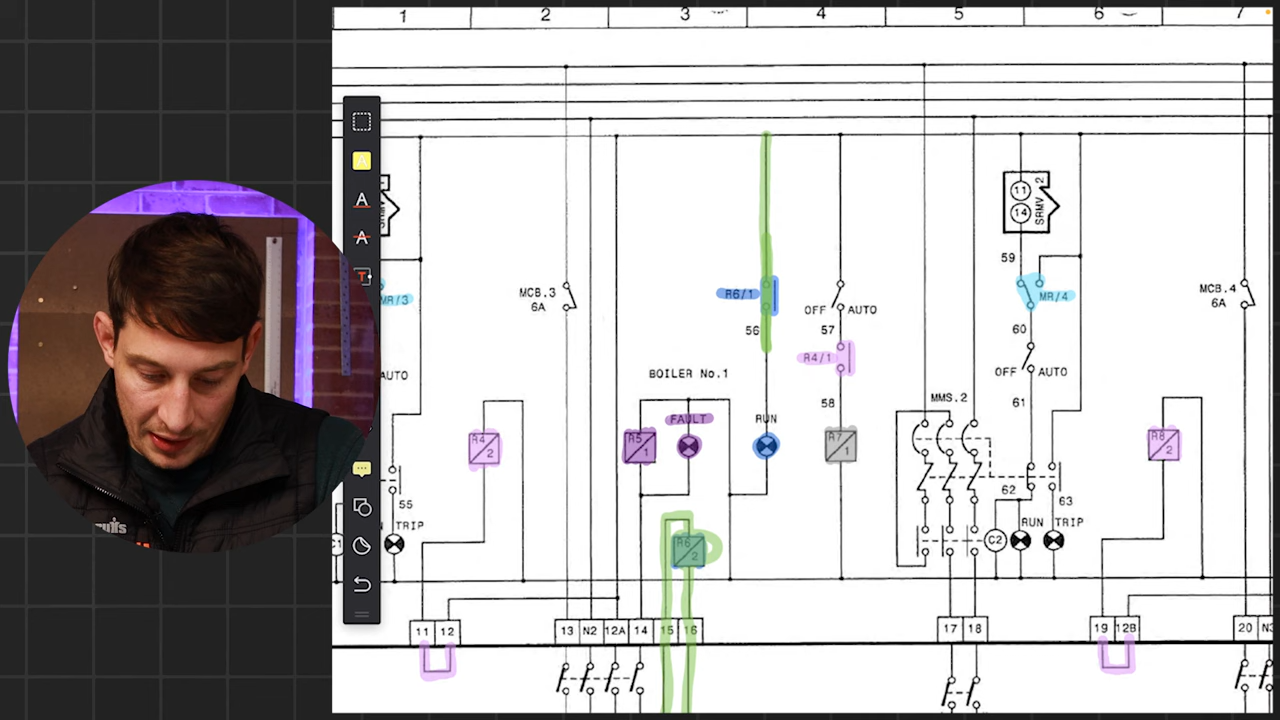 1 2 3 4 5 6 7
11
14
SRMV 2
59
MR/3
MCB.3
6A
R6/1
56
OFF AUTO
57
R4/1
58
MR/4
60
OFF AUTO
61
MCB.4
6A
AUTO
BOILER No.1
FAULT
RUN
MMS.2
R4
2
R5
1
R7
1
R8
2
55
TRIP
C1
R6
2
62
63
C2
RUN TRIP
11 12 13 N2 12A 14 15 16 17 18 19 12B 20